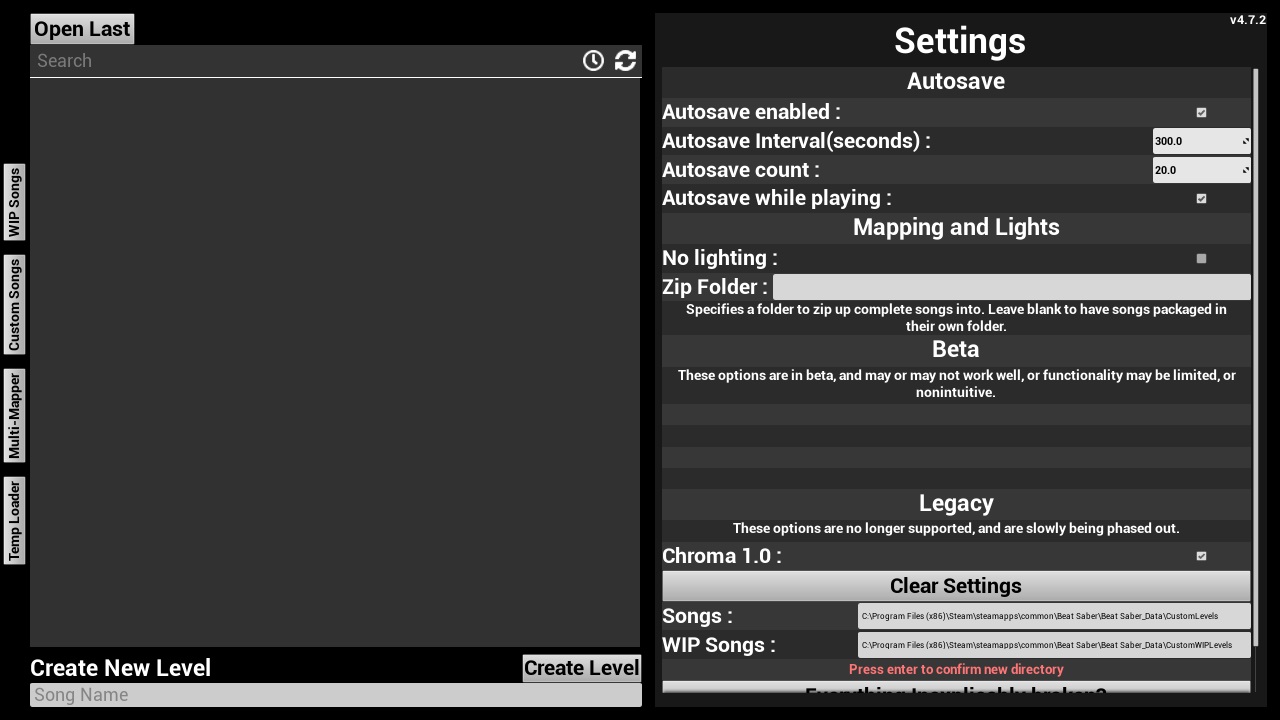 Open Last
Search
WIP Songs
Custom Songs
Multi-Mapper
Temp Loader
Create New Level
Create Level
Song Name
v4.7.2
Settings
Autosave
Autosave enabled :
Autosave Interval(seconds) :
300.0
Autosave count :
20.0
Autosave while playing :
Mapping and Lights
No lighting :
Zip Folder :
Specifies a folder to zip up complete songs into. Leave blank to have songs packaged in
their own folder.
Beta
These options are in beta, and may or may not work well, or functionality may be limited, or
nonintuitive.
Legacy
These options are no longer supported, and are slowly being phased out.
Chroma 1.0 :
Clear Settings
Songs :
C:\Program Files (x86)\Steam\steamapps\common\Beat Saber\Beat Saber_Data\CustomLevels
WIP Songs :
C:\Program Files (x86)\Steam\steamapps\common\Beat Saber\Beat Saber_Data\CustomWIPLevels
Press enter to confirm new directory
Everything Inexplicably broken?